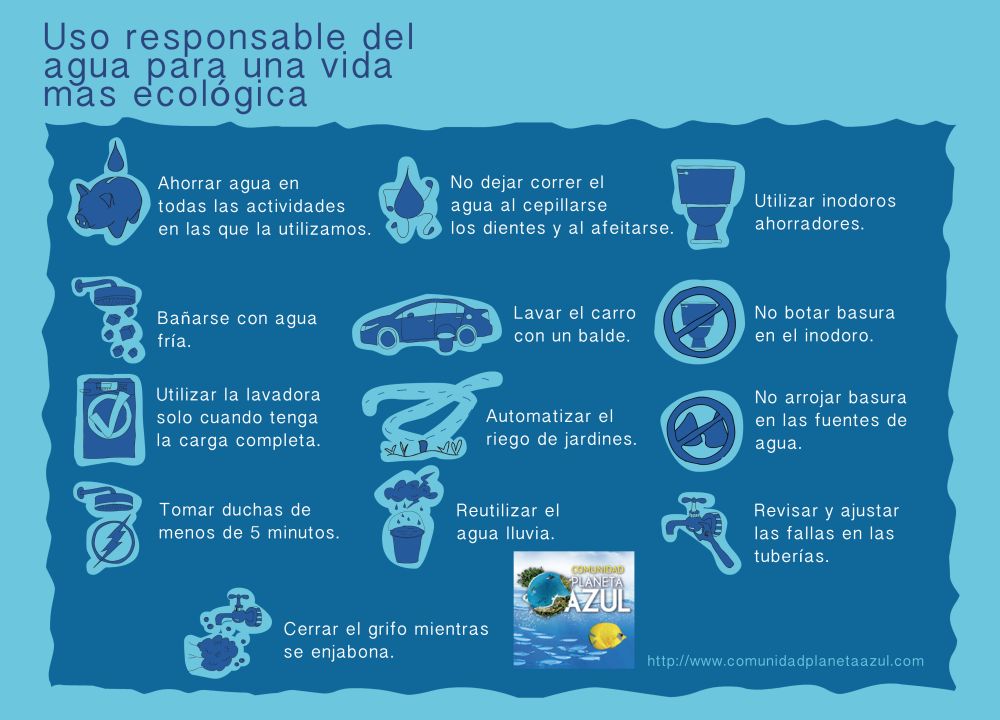 Uso responsable del
agua para una vida
mas ecológica
Ahorrar agua en
todas las actividades
en las que la utilizamos.
No dejar correr el
agua al cepillarse
los dientes y al afeitarse.
Utilizar inodoros
ahorradores.
Bañarse con agua
fría.
Lavar el carro
con un balde.
No botar basura
en el inodoro.
Utilizar la lavadora
solo cuando tenga
la carga completa.
Automatizar el
riego de jardines.
No arrojar basura
en las fuentes de
agua.
Tomar duchas de
menos de 5 minutos.
Reutilizar el
agua lluvia.
Revisar y ajustar
las fallas en las
tuberías.
Cerrar el grifo mientras
se enjabona.
COMUNIDAD
PLANETA
AZUL
http://www.comunidadplanetaazul.com